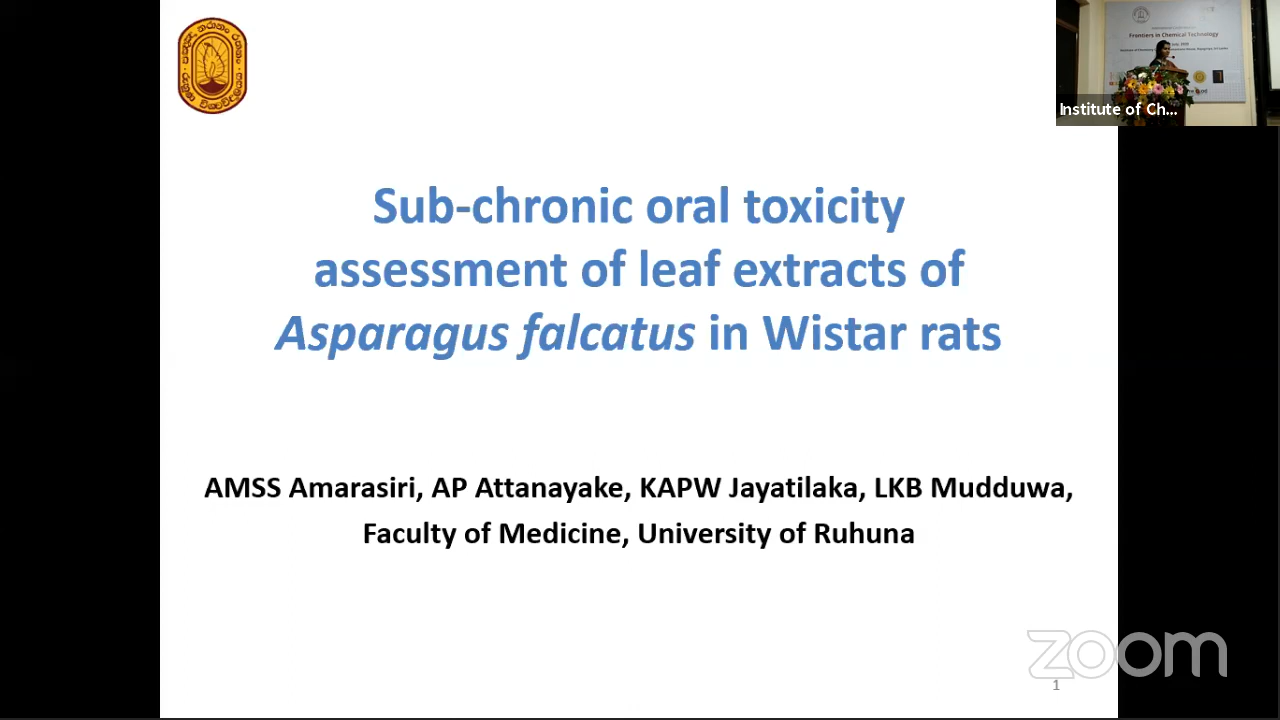 Frontiers in Chemical Technology
Institute of Ch...
Sub-chronic oral toxicity
assessment of leaf extracts of
Asparagus falcatus in Wistar rats
AMSS Amarasiri, AP Attanayake, KAPW Jayatilaka, LKB Mudduwa,
Faculty of Medicine, University of Ruhuna
zoom
1